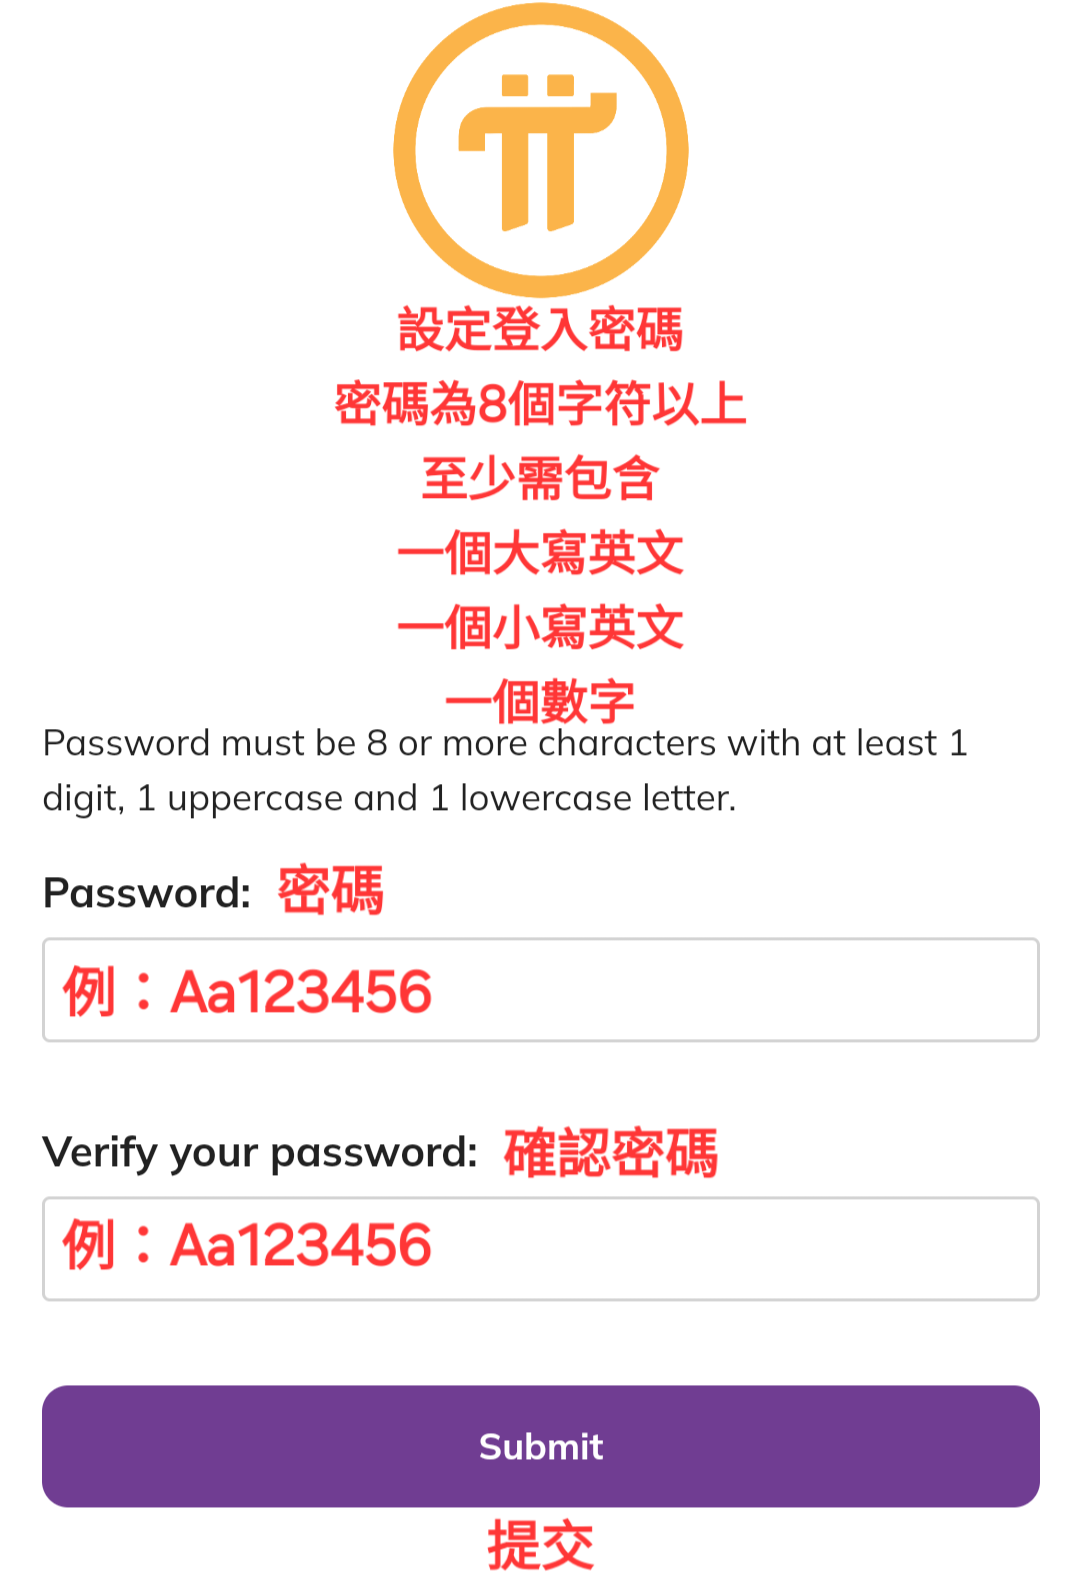 設定登入密碼
密碼為8個字符以上
至少需包含
一個大寫英文
一個小寫英文
一個數字
Password must be 8 or more characters with at least 1
digit, 1 uppercase and 1 lowercase letter.
Password: 密碼
例：Aa123456
Verify your password: 確認密碼
例：Aa123456
Submit
提交